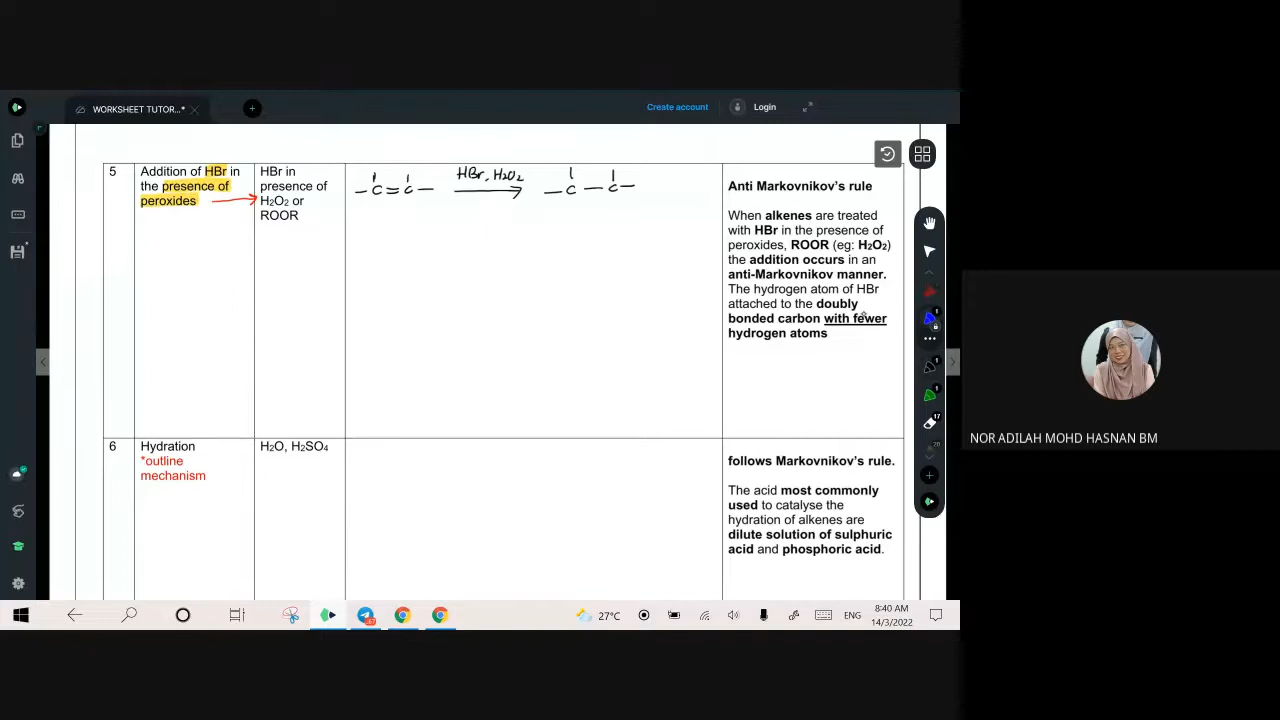 WORKSHEET TUTOR...*
Create account
Login
5
Addition of HBr in
the presence of
peroxides
HBr in
presence of
H₂O₂ or
ROOR
–C=C– HBr, H₂O₂ –C–C–
Anti Markovnikov's rule
When alkenes are treated
with HBr in the presence of
peroxides, ROOR (eg: H₂O₂)
the addition occurs in an
anti-Markovnikov manner.
The hydrogen atom of HBr
attached to the doubly
bonded carbon with fewer
hydrogen atoms
6
Hydration
*outline
mechanism
H₂O, H₂SO₄
follows Markovnikov's rule.
The acid most commonly
used to catalyse the
hydration of alkenes are
dilute solution of sulphuric
acid and phosphoric acid.
1
1
1
17
NOR ADILAH MOHD HASNAN BM
27°C
ENG
8:40 AM
14/3/2022